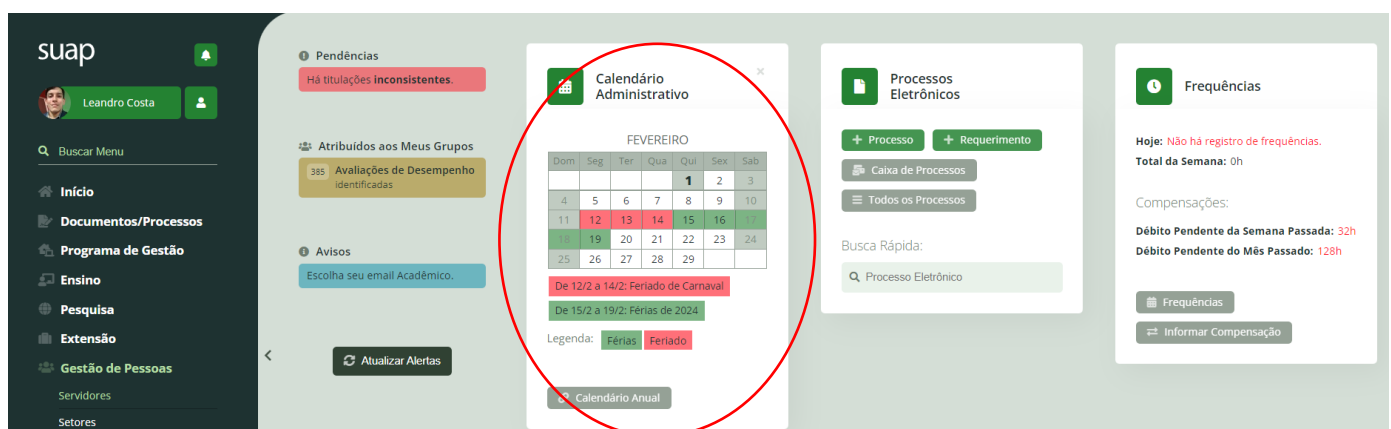 suap
Leandro Costa
Buscar Menu
Início
Documentos/Processos
Programa de Gestão
Ensino
Pesquisa
Extensão
Gestão de Pessoas
Servidores
Setores
Pendências
Há titulações inconsistentes.
Atribuídos aos Meus Grupos
385 Avaliações de Desempenho
identificadas
Avisos
Escolha seu email Acadêmico.
Atualizar Alertas
Calendário
Administrativo
×
FEVEREIRO
Dom Seg Ter Qua Qui Sex Sab
1 2 3
4 5 6 7 8 9 10
11 12 13 14 15 16 17
18 19 20 21 22 23 24
25 26 27 28 29
De 12/2 a 14/2: Feriado de Carnaval
De 15/2 a 19/2: Férias de 2024
Legenda: Férias Feriado
Calendário Anual
Processos
Eletrônicos
+ Processo + Requerimento
Caixa de Processos
Todos os Processos
Busca Rápida:
Processo Eletrônico
Frequências
Hoje: Não há registro de frequências.
Total da Semana: 0h
Compensações:
Débito Pendente da Semana Passada: 32h
Débito Pendente do Mês Passado: 128h
Frequências
Informar Compensação